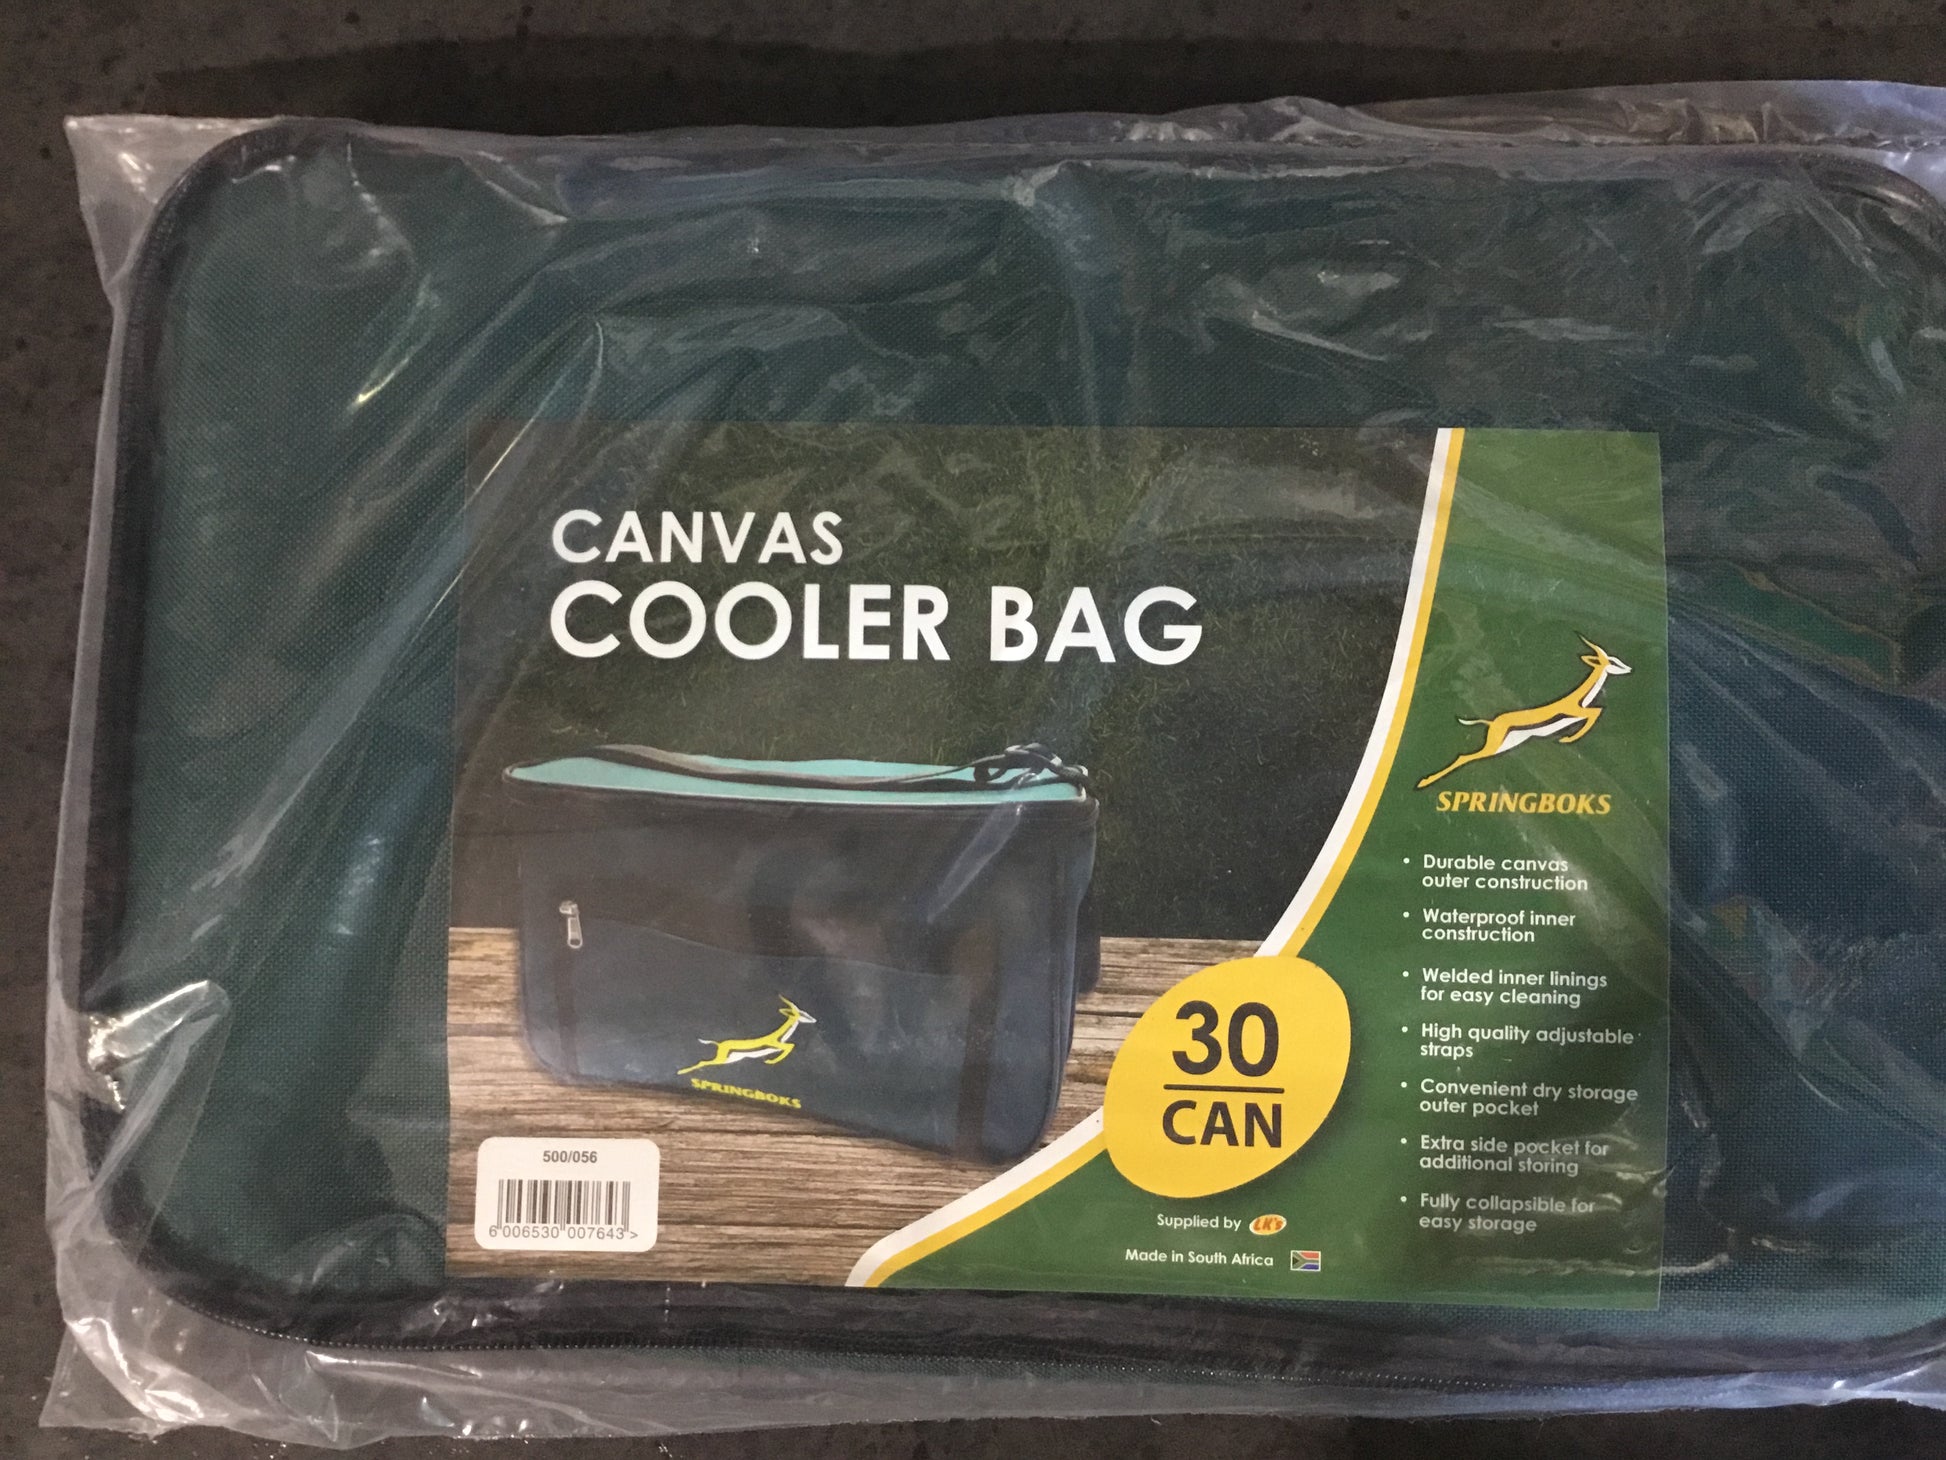 CANVAS
COOLER BAG
SPRINGBOKS
• Durable canvas
outer construction
• Waterproof inner
construction
• Welded inner linings
for easy cleaning
• High quality adjustable
straps
• Convenient dry storage
outer pocket
• Extra side pocket for
additional storing
• Fully collapsible for
easy storage
30
CAN
SPRINGBOKS
500/056
6 006530 007643 >
Supplied by LK's
Made in South Africa